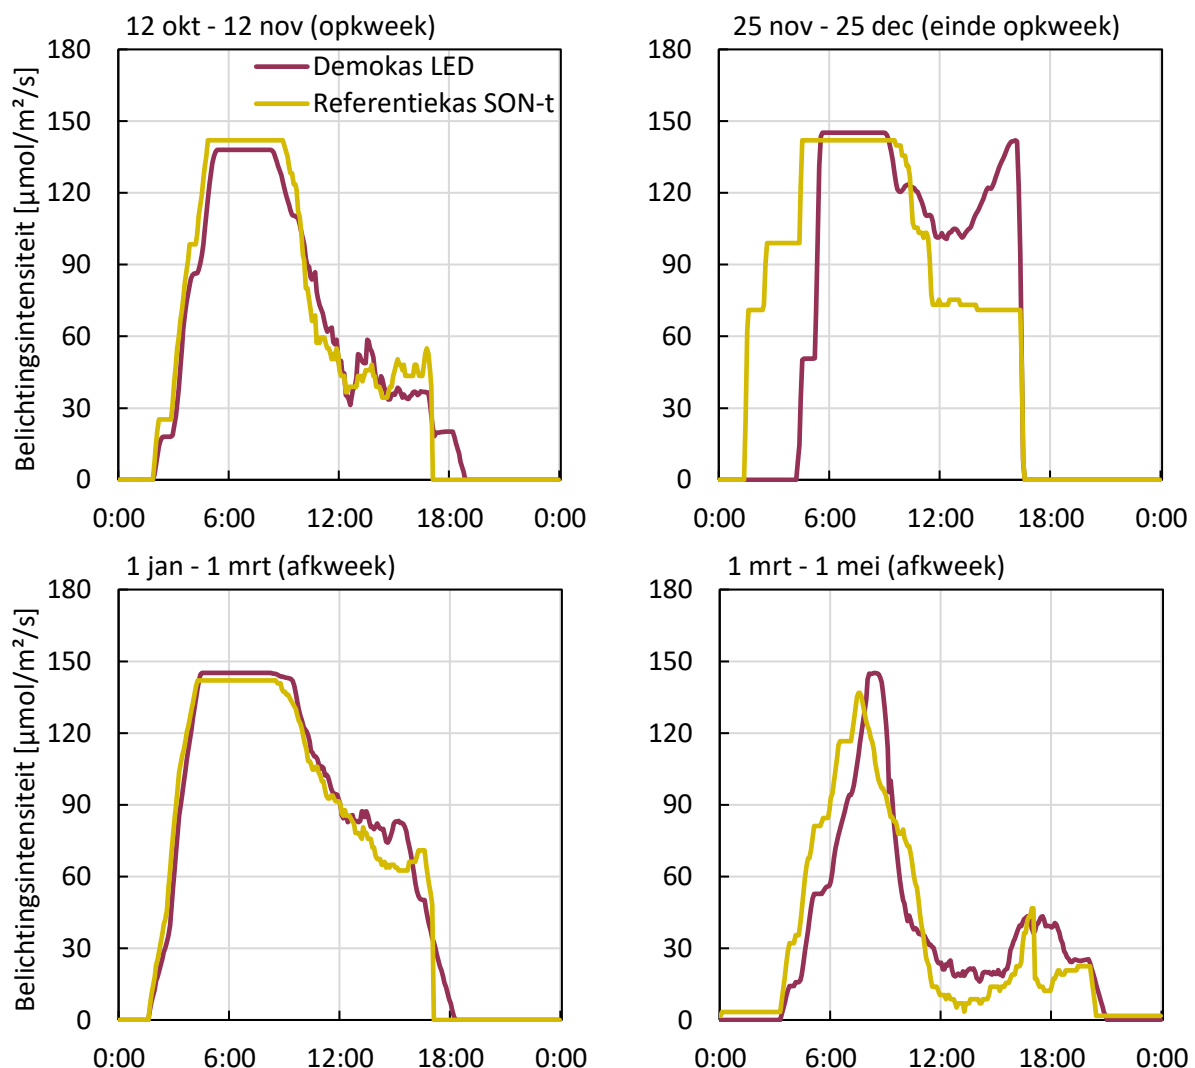 12 okt - 12 nov (opkweek)
Belichtingsintensiteit [µmol/m²/s]
180
150
120
90
60
30
0
Demokas LED
Referentiekas SON-t
0:00 6:00 12:00 18:00 0:00
25 nov - 25 dec (einde opkweek)
180
150
120
90
60
30
0
0:00 6:00 12:00 18:00 0:00
1 jan - 1 mrt (afkweek)
Belichtingsintensiteit [µmol/m²/s]
180
150
120
90
60
30
0
0:00 6:00 12:00 18:00 0:00
1 mrt - 1 mei (afkweek)
180
150
120
90
60
30
0
0:00 6:00 12:00 18:00 0:00